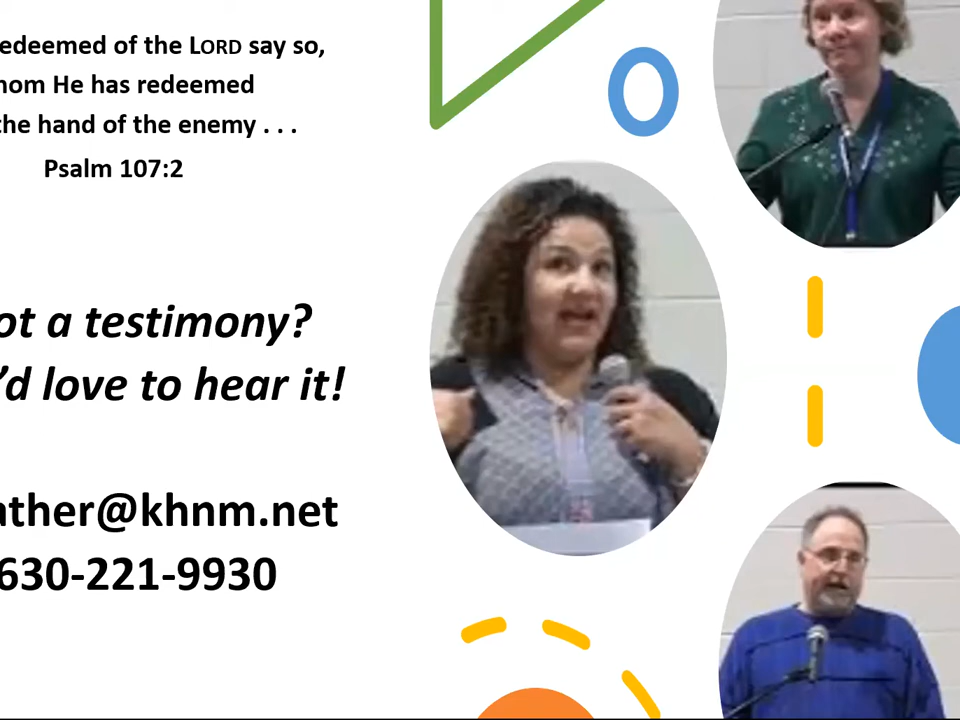 edeemed of the LORD say so,
hom He has redeemed
the hand of the enemy . . .
Psalm 107:2
ot a testimony?
’d love to hear it!
ather@khnm.net
630-221-9930